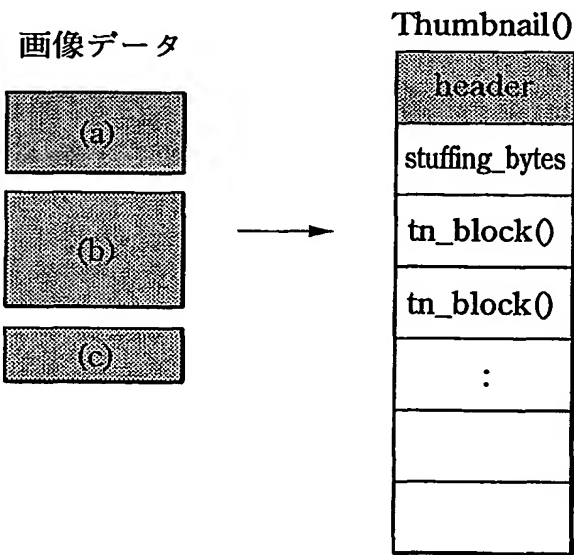 画像データ
(a)
(b)
(c)
Thumbnail()
header
stuffing_bytes
tn_block()
tn_block()
: